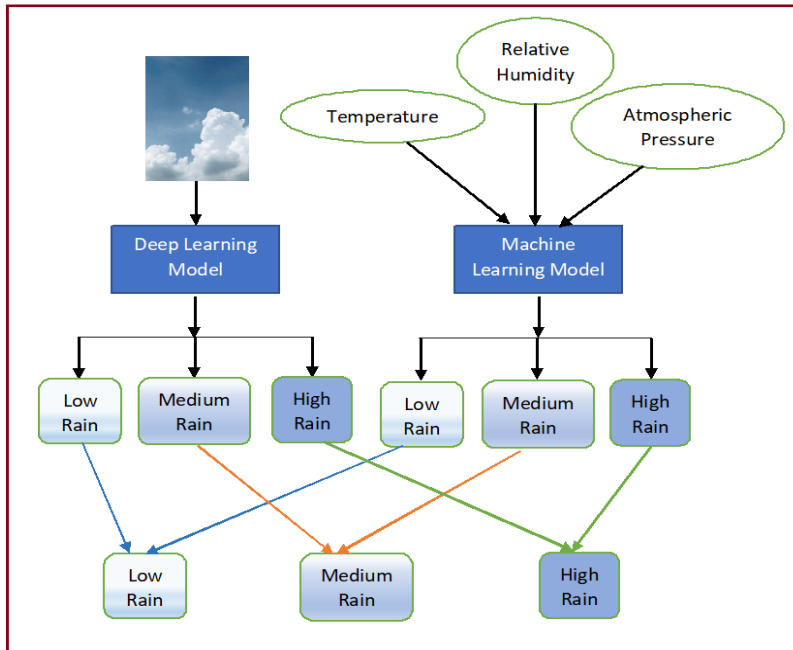 Relative
Humidity
Temperature
Atmospheric
Pressure
Deep Learning
Model
Machine
Learning Model
Low
Rain
Medium
Rain
High
Rain
Low
Rain
Medium
Rain
High
Rain
Low
Rain
Medium
Rain
High
Rain